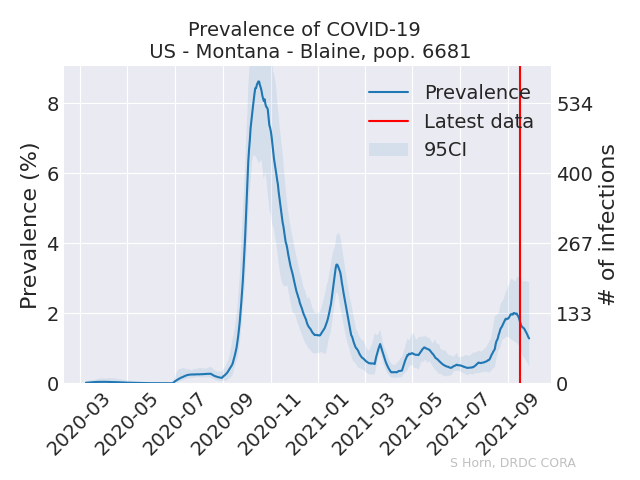 Prevalence of COVID-19
US - Montana - Blaine, pop. 6681
Prevalence (%)
8
6
4
2
0
Prevalence
Latest data
95CI
534
400
267
133
0
# of infections
2020-03
2020-05
2020-07
2020-09
2020-11
2021-01
2021-03
2021-05
2021-07
2021-09
S Horn, DRDC CORA